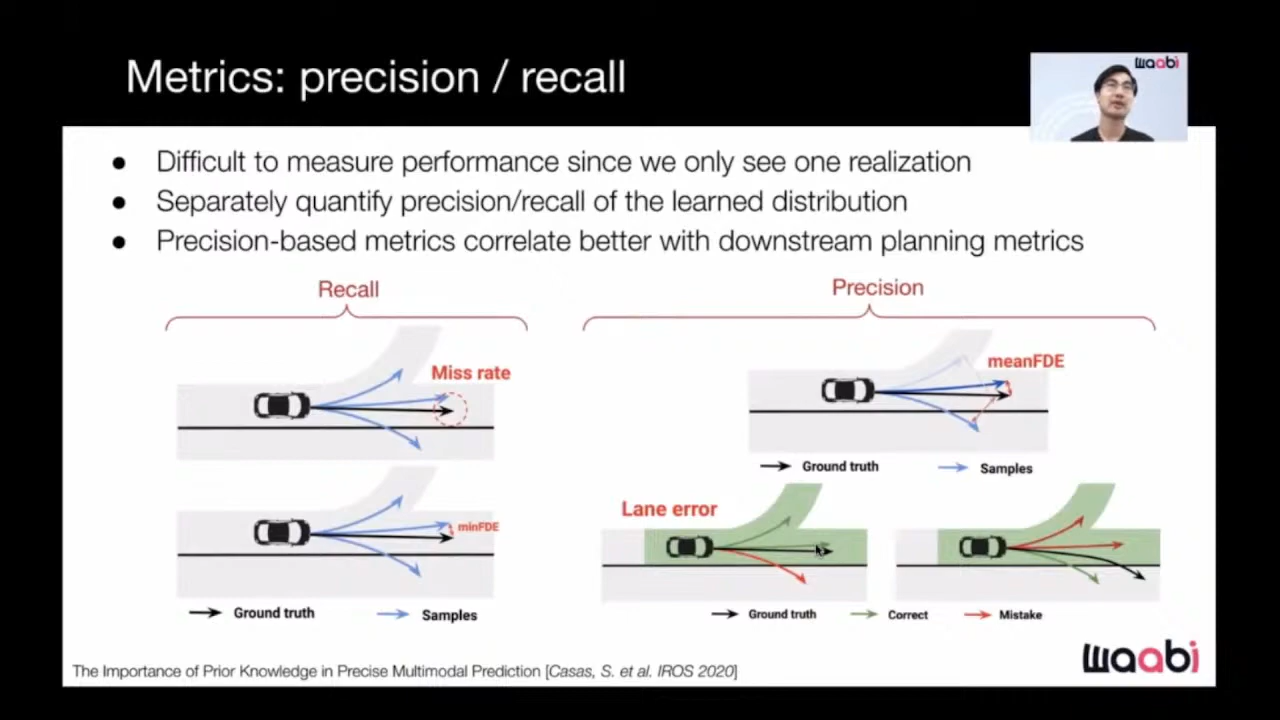 Metrics: precision / recall
waabi
● Difficult to measure performance since we only see one realization
● Separately quantify precision/recall of the learned distribution
● Precision-based metrics correlate better with downstream planning metrics
Recall
Precision
Miss rate
meanFDE
Ground truth
Samples
minFDE
Lane error
Ground truth
Samples
Ground truth
Correct
Mistake
The Importance of Prior Knowledge in Precise Multimodal Prediction [Casas, S. et al. IROS 2020]
waabi